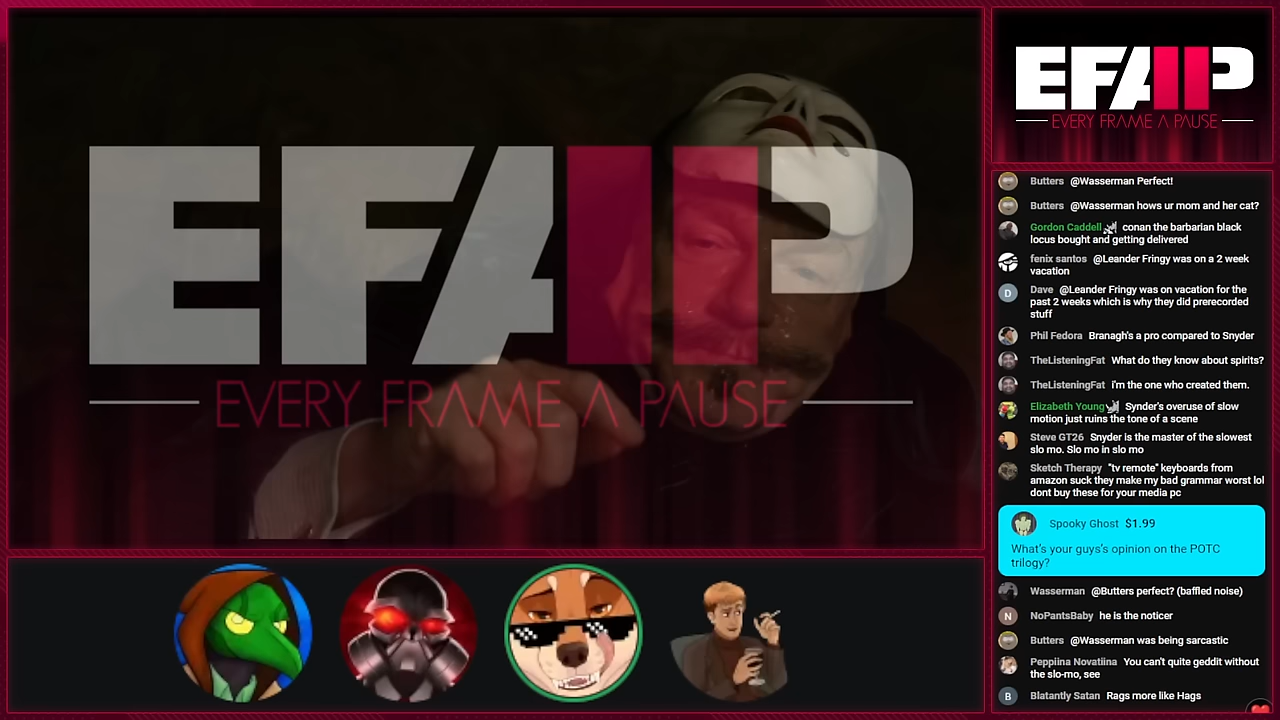 EFAP
EVERY FRAME A PAUSE
EFAP
EVERY FRAME A PAUSE
Butters @Wasserman Perfect!
Butters @Wasserman hows ur mom and her cat?
Gordon Caddell conan the barbarian black
locus bought and getting delivered
fenix santos @Leander Fringy was on a 2 week
vacation
D Dave @Leander Fringy was on vacation for the
past 2 weeks which is why they did prerecorded
stuff
Phil Fedora Branagh's a pro compared to Snyder
TheListeningFat What do they know about spirits?
TheListeningFat i'm the one who created them.
Elizabeth Young Synder's overuse of slow
motion just ruins the tone of a scene
Steve GT26 Snyder is the master of the slowest
slo mo. Slo mo in slo mo
Sketch Therapy "tv remote" keyboards from
amazon suck they make my bad grammar worst lol
dont buy these for your media pc
Spooky Ghost $1.99
What's your guys's opinion on the POTC
trilogy?
Wasserman @Butters perfect? (baffled noise)
N NoPantsBaby he is the noticer
Butters @Wasserman was being sarcastic
Peppiina Novatiina You can't quite geddit without
the slo-mo, see
B Blatantly Satan Rags more like Hags